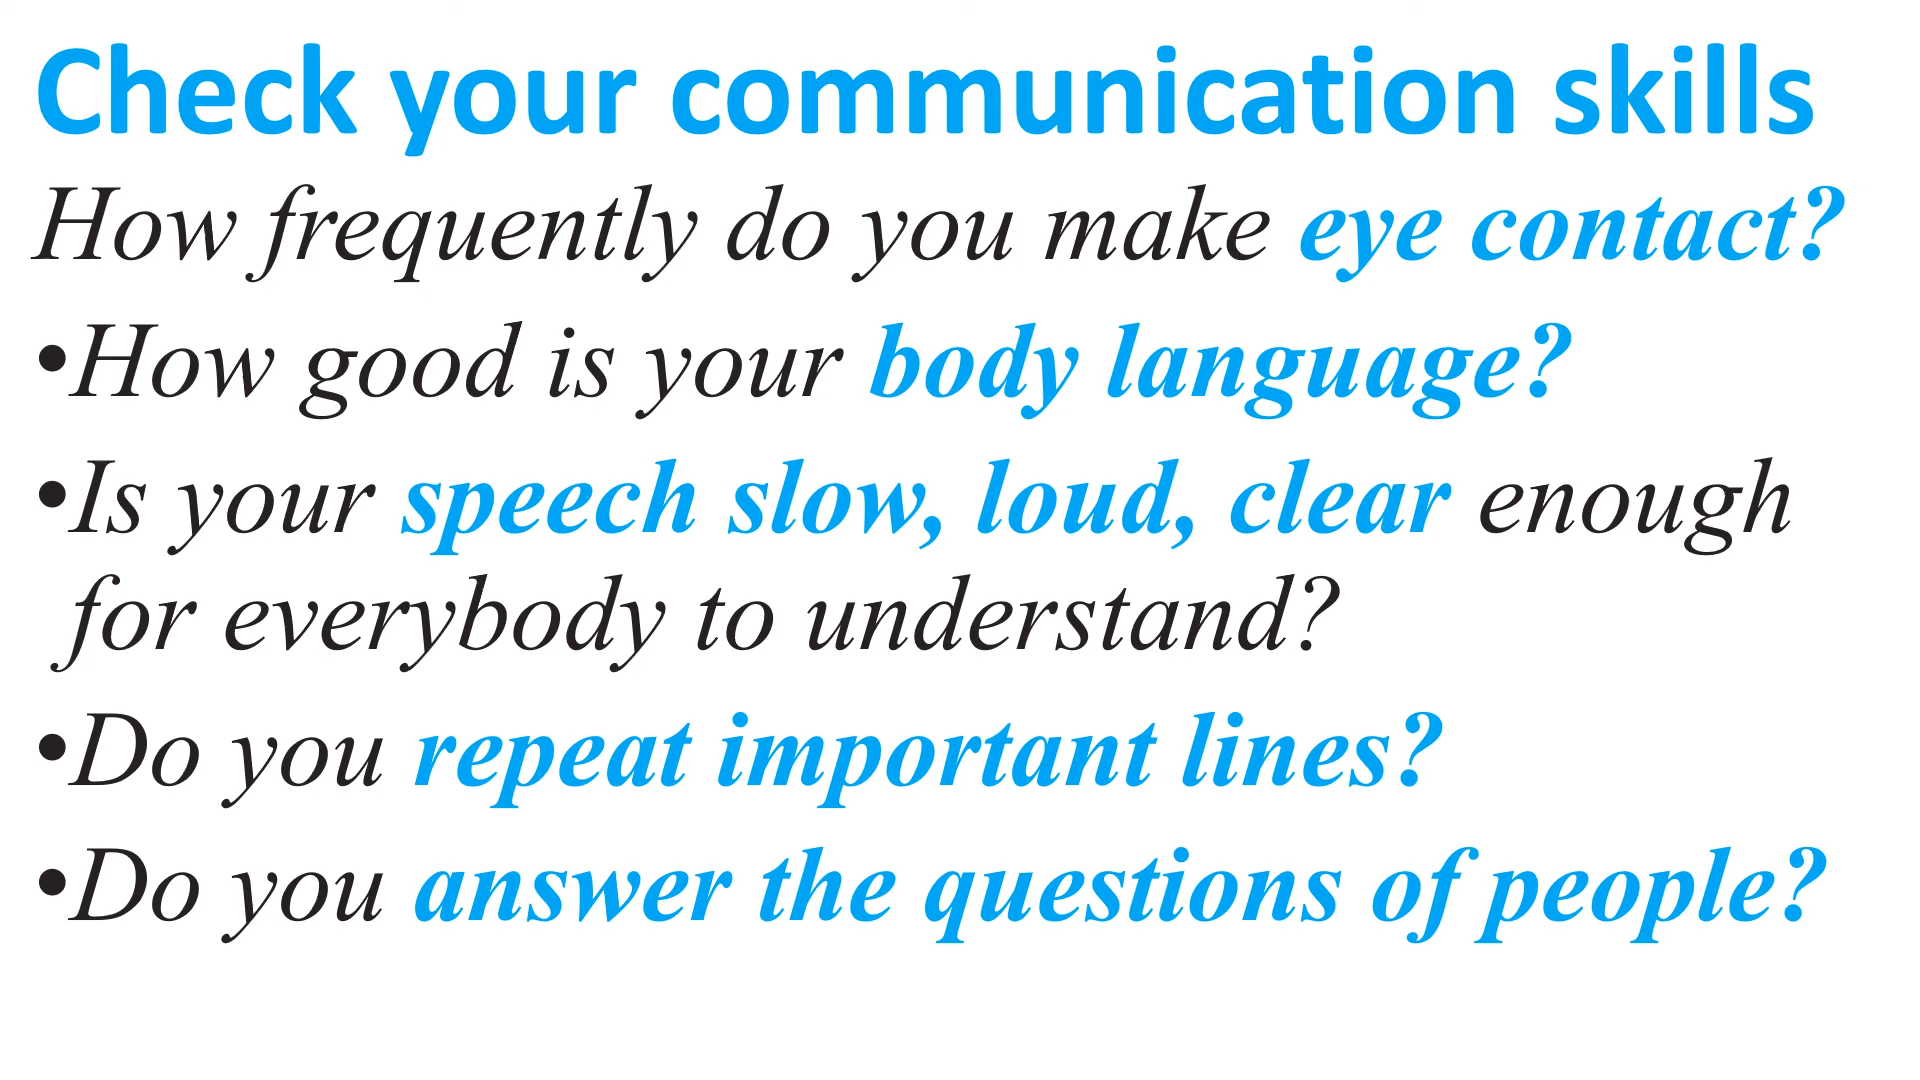 Check your communication skills
How frequently do you make eye contact?
•How good is your body language?
•Is your speech slow, loud, clear enough
for everybody to understand?
•Do you repeat important lines?
•Do you answer the questions of people?